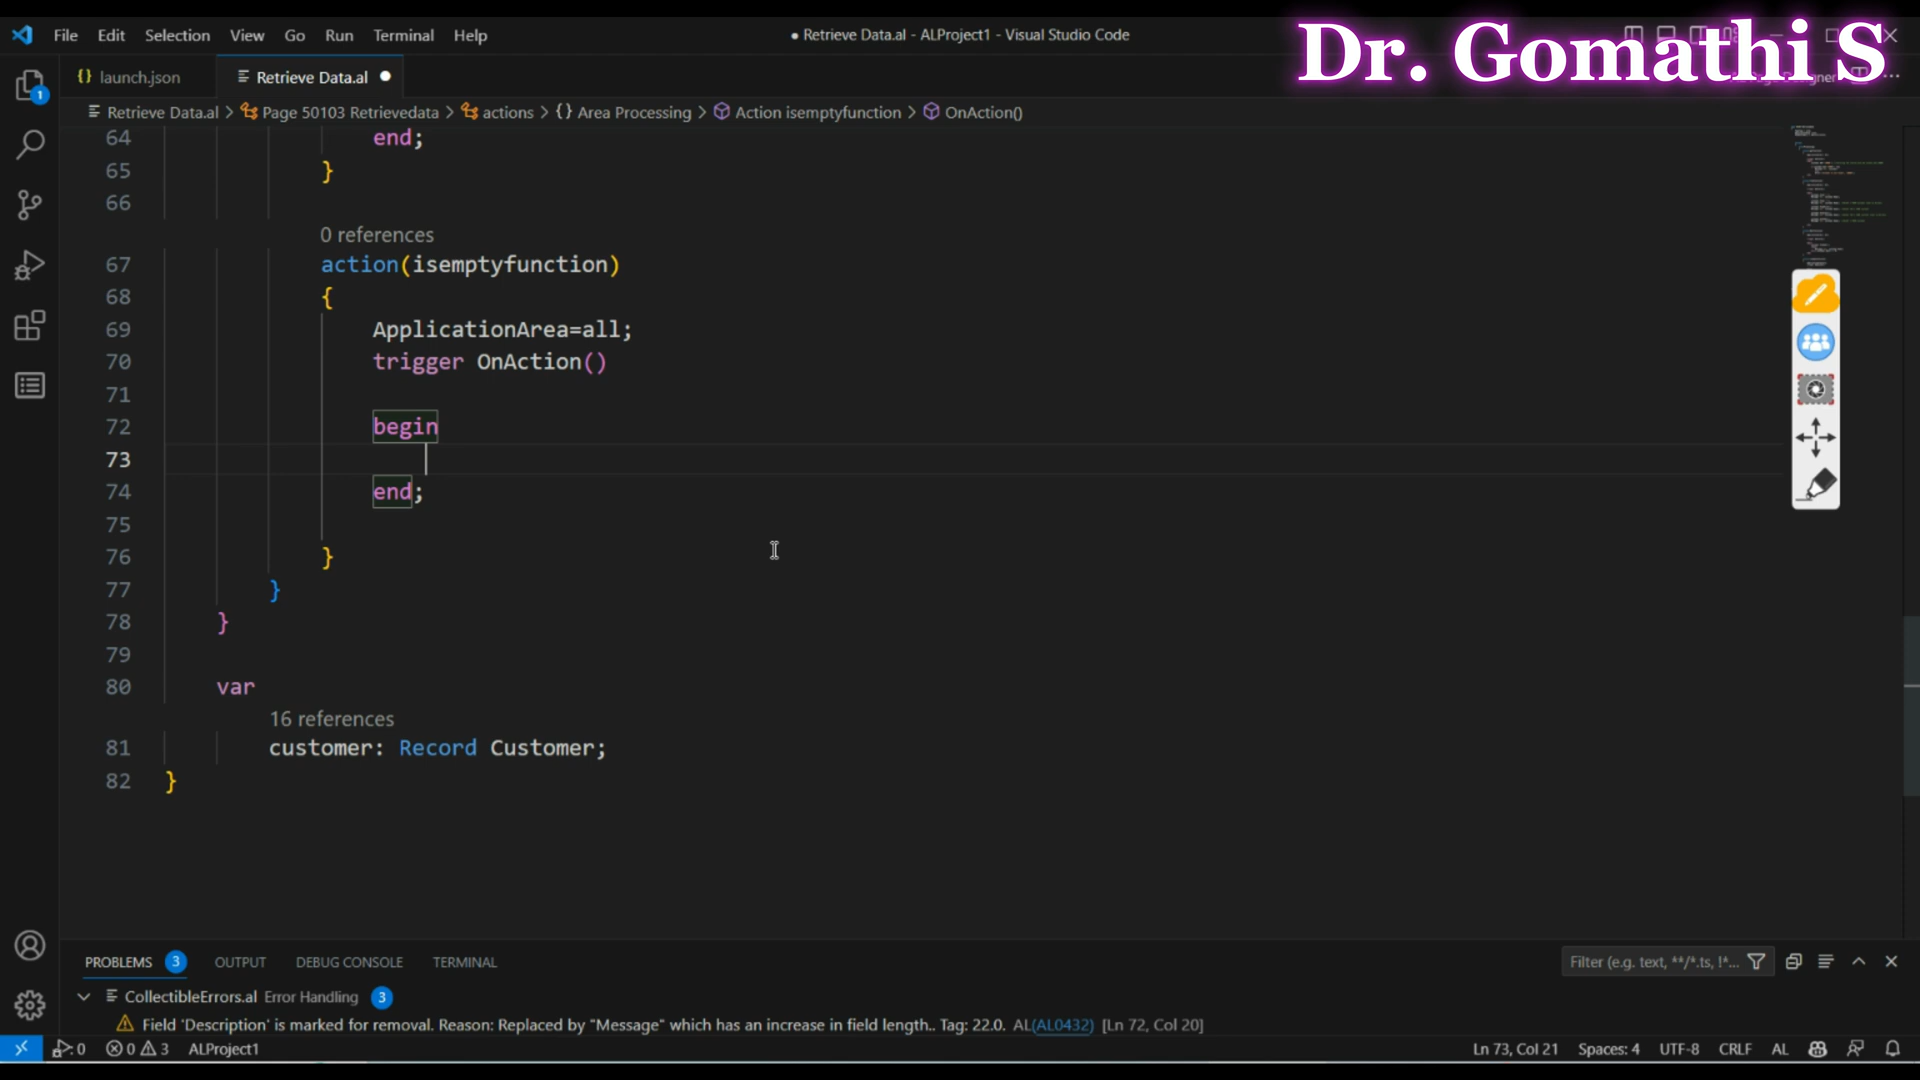 File Edit Selection View Go Run Terminal Help
● Retrieve Data.al - ALProject1 - Visual Studio Code
Dr. Gomathi S
{} launch.json
Retrieve Data.al ●
Designer
Retrieve Data.al > Page 50103 Retrievedata > actions > {} Area Processing > Action isemptyfunction > OnAction()
64 end;
65 }
66
0 references
67 action(isemptyfunction)
68 {
69 ApplicationArea=all;
70 trigger OnAction()
71
72 begin
73
74 end;
75
76 }
77 }
78 }
79
80 var
16 references
81 customer: Record Customer;
82 }
PROBLEMS 3 OUTPUT DEBUG CONSOLE TERMINAL
Filter (e.g. text, **/*.ts, !*...
CollectibleErrors.al Error Handling 3
Field 'Description' is marked for removal. Reason: Replaced by "Message" which has an increase in field length.. Tag: 22.0. AL(AL0432) [Ln 72, Col 20]
0 0 3 ALProject1
Ln 73, Col 21 Spaces: 4 UTF-8 CRLF AL